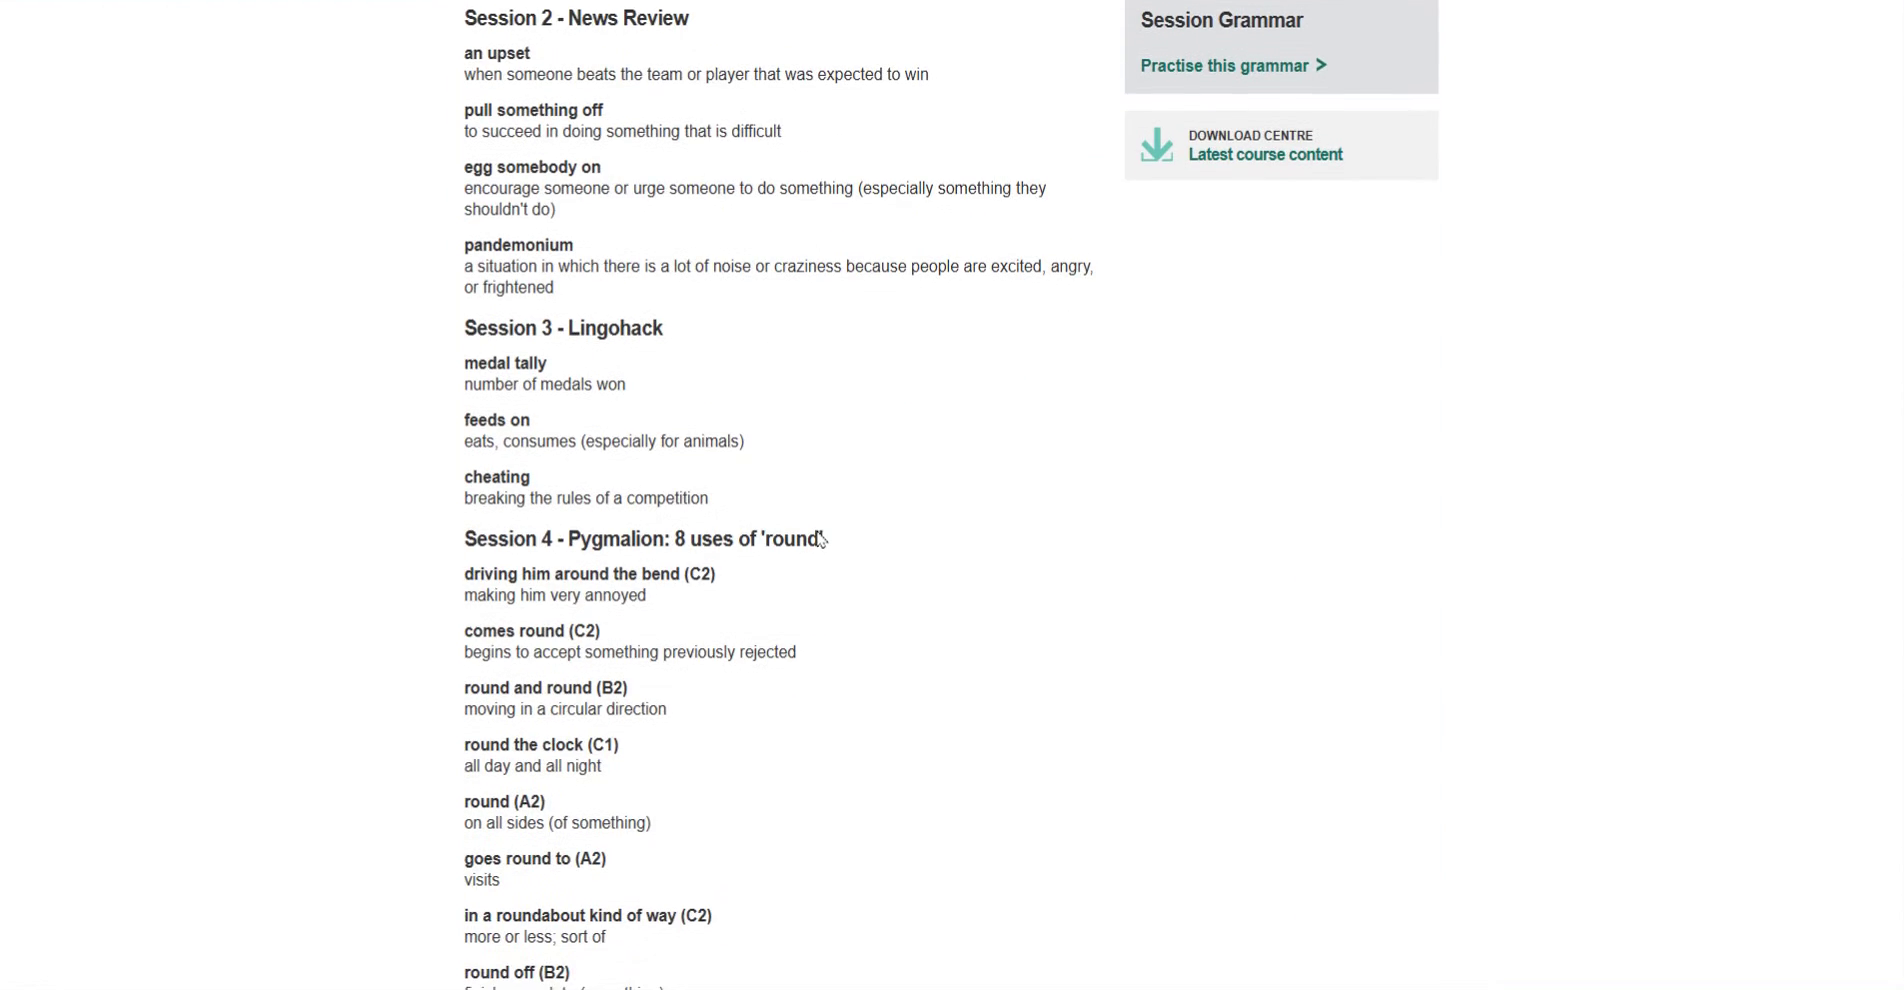 Session 2 - News Review
an upset
when someone beats the team or player that was expected to win
pull something off
to succeed in doing something that is difficult
egg somebody on
encourage someone or urge someone to do something (especially something they
shouldn't do)
pandemonium
a situation in which there is a lot of noise or craziness because people are excited, angry,
or frightened
Session 3 - Lingohack
medal tally
number of medals won
feeds on
eats, consumes (especially for animals)
cheating
breaking the rules of a competition
Session 4 - Pygmalion: 8 uses of 'round'
driving him around the bend (C2)
making him very annoyed
comes round (C2)
begins to accept something previously rejected
round and round (B2)
moving in a circular direction
round the clock (C1)
all day and all night
round (A2)
on all sides (of something)
goes round to (A2)
visits
in a roundabout kind of way (C2)
more or less; sort of
round off (B2)
Session Grammar
Practise this grammar >
DOWNLOAD CENTRE
Latest course content